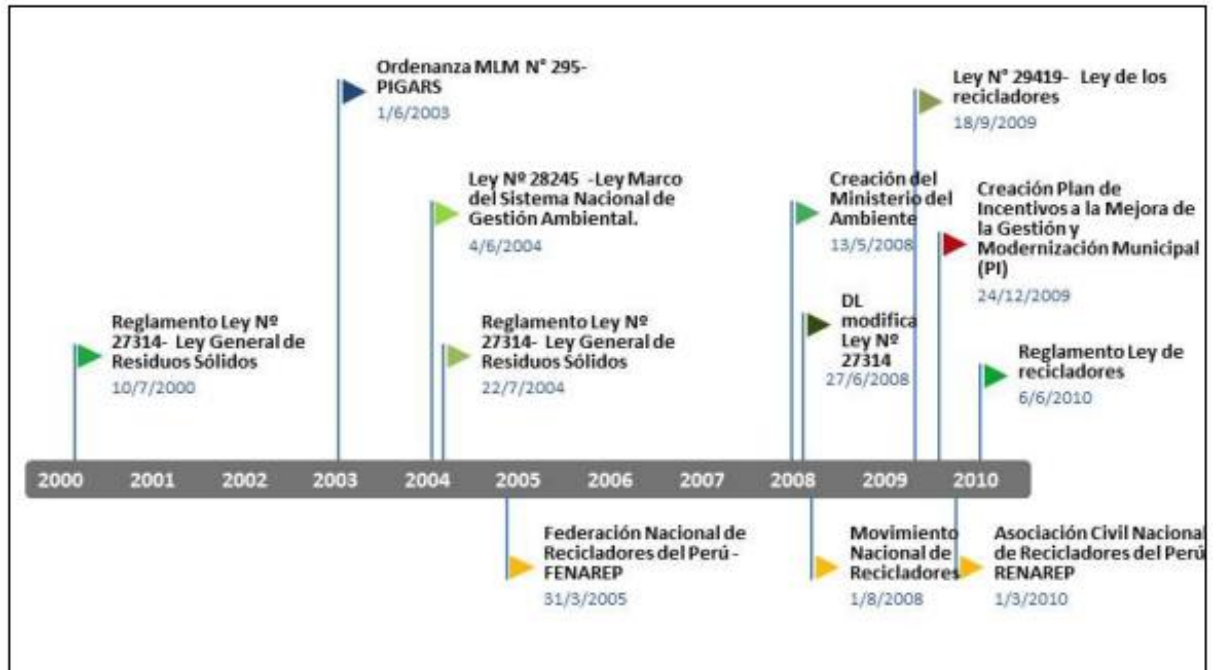 Ordenanza MLM N° 295-
PIGARS
1/6/2003
Ley N° 29419- Ley de los
recicladores
18/9/2009
Ley Nº 28245 -Ley Marco
del Sistema Nacional de
Gestión Ambiental.
4/6/2004
Creación del
Ministerio del
Ambiente
13/5/2008
Creación Plan de
Incentivos a la Mejora de
la Gestión y
Modernización Municipal
(PI)
24/12/2009
Reglamento Ley Nº
27314- Ley General de
Residuos Sólidos
10/7/2000
Reglamento Ley Nº
27314- Ley General de
Residuos Sólidos
22/7/2004
DL
modifica
Ley Nº
27314
27/6/2008
Reglamento Ley de
recicladores
6/6/2010
2000 2001 2002 2003 2004 2005 2006 2007 2008 2009 2010
Federación Nacional de
Recicladores del Perú -
FENAREP
31/3/2005
Movimiento
Nacional de
Recicladores
1/8/2008
Asociación Civil Nacional
de Recicladores del Perú
RENAREP
1/3/2010